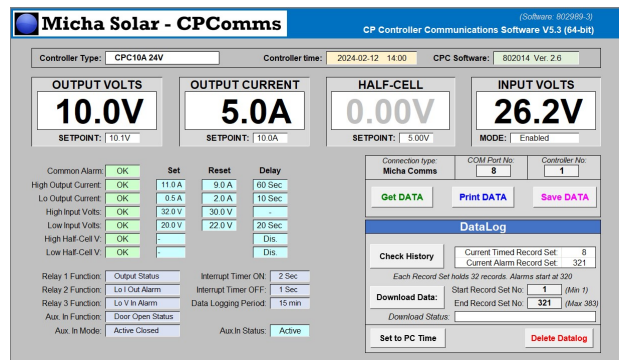 Micha Solar - CPComms
(Software: 802989-3)
CP Controller Communications Software V5.3 (64-bit)
Controller Type: CPC10A 24V Controller time: 2024-02-12 14:00 CPC Software: 802014 Ver. 2.6
OUTPUT VOLTS OUTPUT CURRENT HALF-CELL INPUT VOLTS
10.0V 5.0A 0.00V 26.2V
SETPOINT: 10.1V SETPOINT: 10.0A SETPOINT: 5.00V MODE: Enabled
Set Reset Delay
Common Alarm: OK
High Output Current: OK 11.0 A 9.0 A 60 Sec
Lo Output Current: OK 0.5 A 2.0 A 10 Sec
High Input Volts: OK 32.0 V 30.0 V -
Low Input Volts: OK 20.0 V 22.0 V 20 Sec
High Half-Cell V: OK - Dis.
Low Half-Cell V: OK - Dis.
Relay 1 Function: Output Status Interrupt Timer ON: 2 Sec
Relay 2 Function: Lo I Out Alarm Interrupt Timer OFF: 1 Sec
Relay 3 Function: Lo V In Alarm Data Logging Period: 15 min
Aux. In Function: Door Open Status
Aux. In Mode: Active Closed Aux.In Status: Active
Connection type: COM Port No: Controller No:
Micha Comms 8 1
Get DATA Print DATA Save DATA
DataLog
Check History Current Timed Record Set: 8
Current Alarm Record Set: 321
Each Record Set holds 32 records. Alarms start at 320
Download Data: Start Record Set No: 1 (Min 1)
End Record Set No: 321 (Max 383)
Download Status:
Set to PC Time Delete Datalog